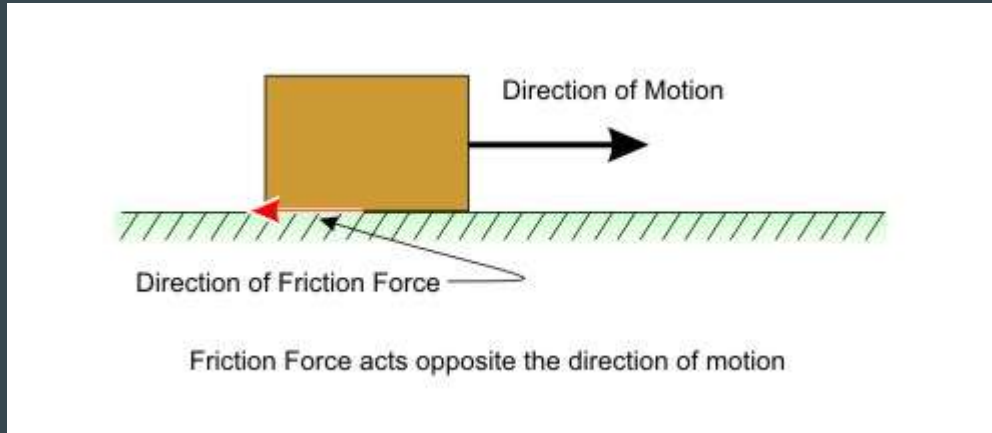 Direction of Motion
Direction of Friction Force
Friction Force acts opposite the direction of motion